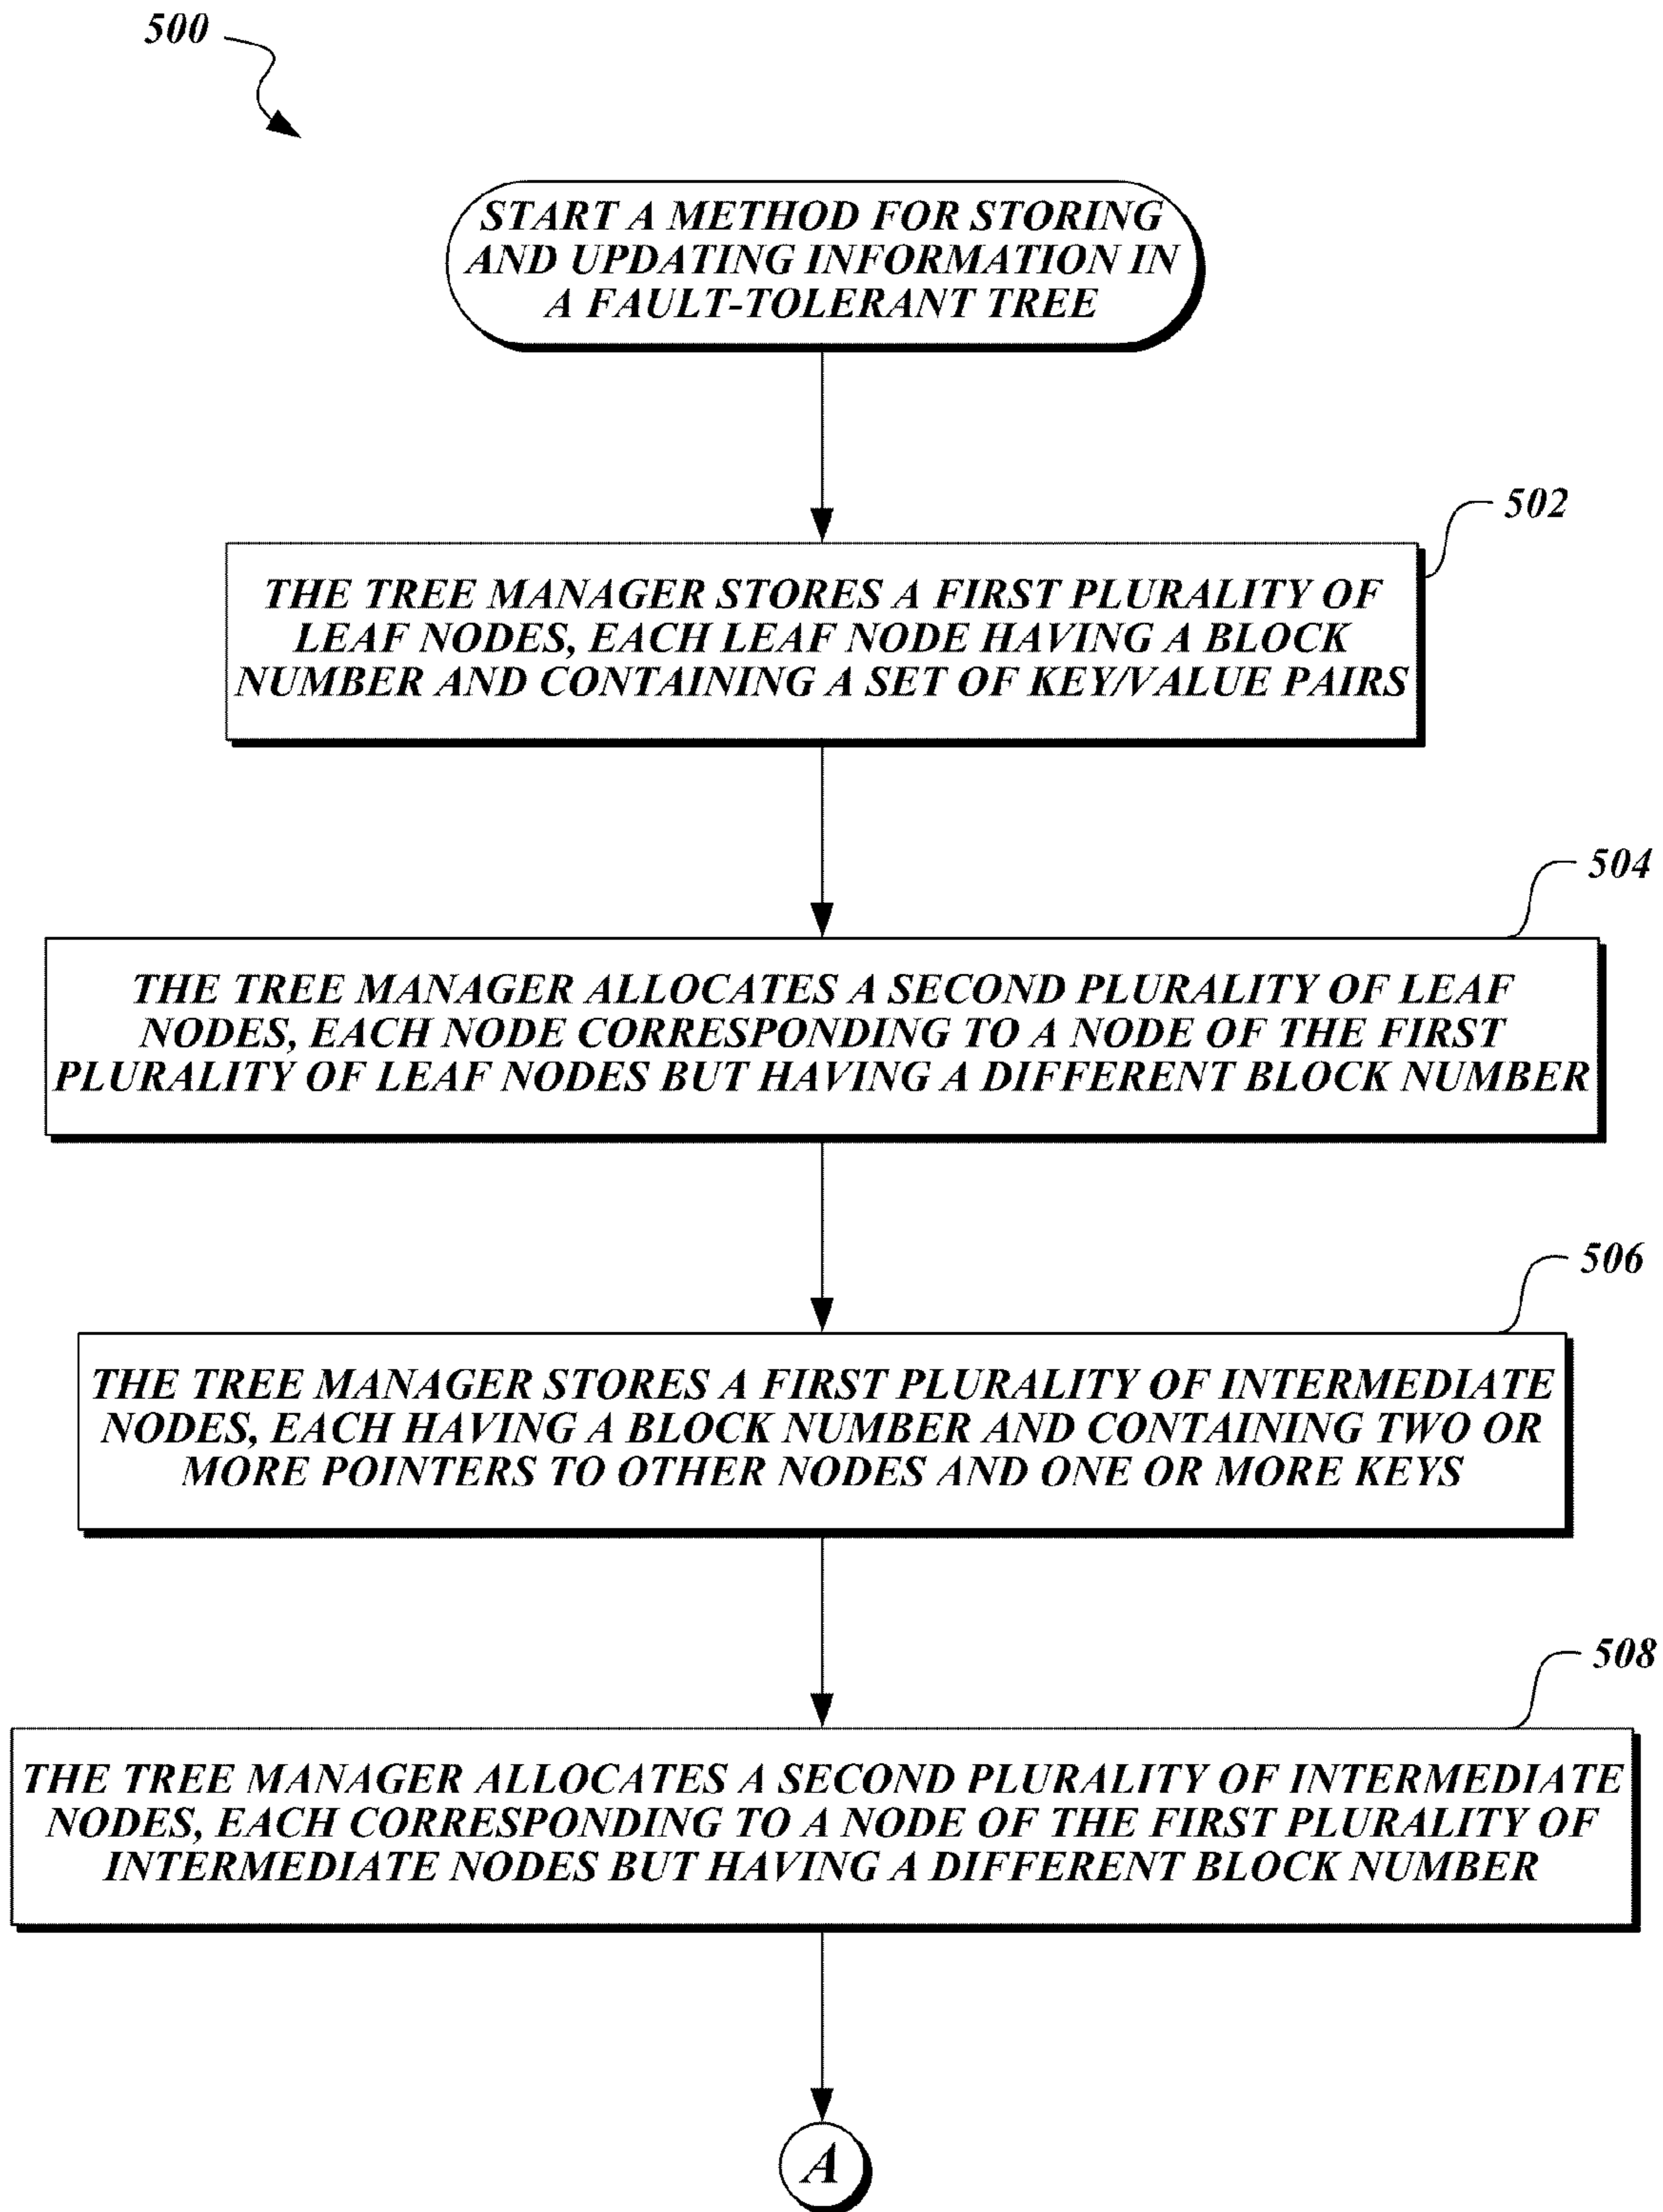 500
START A METHOD FOR STORING
AND UPDATING INFORMATION IN
A FAULT-TOLERANT TREE
502
THE TREE MANAGER STORES A FIRST PLURALITY OF
LEAF NODES, EACH LEAF NODE HAVING A BLOCK
NUMBER AND CONTAINING A SET OF KEY/VALUE PAIRS
504
THE TREE MANAGER ALLOCATES A SECOND PLURALITY OF LEAF
NODES, EACH NODE CORRESPONDING TO A NODE OF THE FIRST
PLURALITY OF LEAF NODES BUT HAVING A DIFFERENT BLOCK NUMBER
506
THE TREE MANAGER STORES A FIRST PLURALITY OF INTERMEDIATE
NODES, EACH HAVING A BLOCK NUMBER AND CONTAINING TWO OR
MORE POINTERS TO OTHER NODES AND ONE OR MORE KEYS
508
THE TREE MANAGER ALLOCATES A SECOND PLURALITY OF INTERMEDIATE
NODES, EACH CORRESPONDING TO A NODE OF THE FIRST PLURALITY OF
INTERMEDIATE NODES BUT HAVING A DIFFERENT BLOCK NUMBER
A